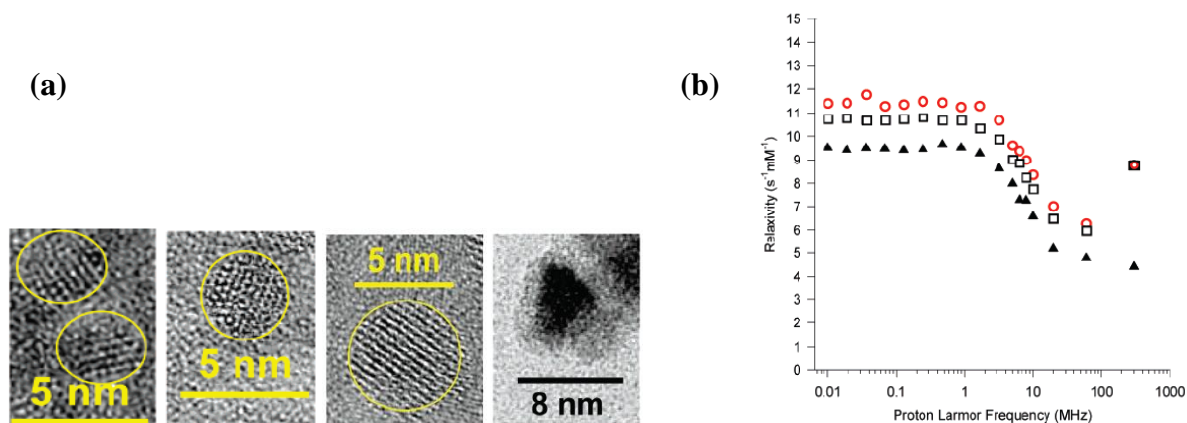 (a)
5 nm
5 nm
5 nm
8 nm
(b)
Relaxivity (s⁻¹mM⁻¹)
15
14
13
12
11
10
9
8
7
6
5
4
3
2
1
0
0.01 0.1 1 10 100 1000
Proton Larmor Frequency (MHz)